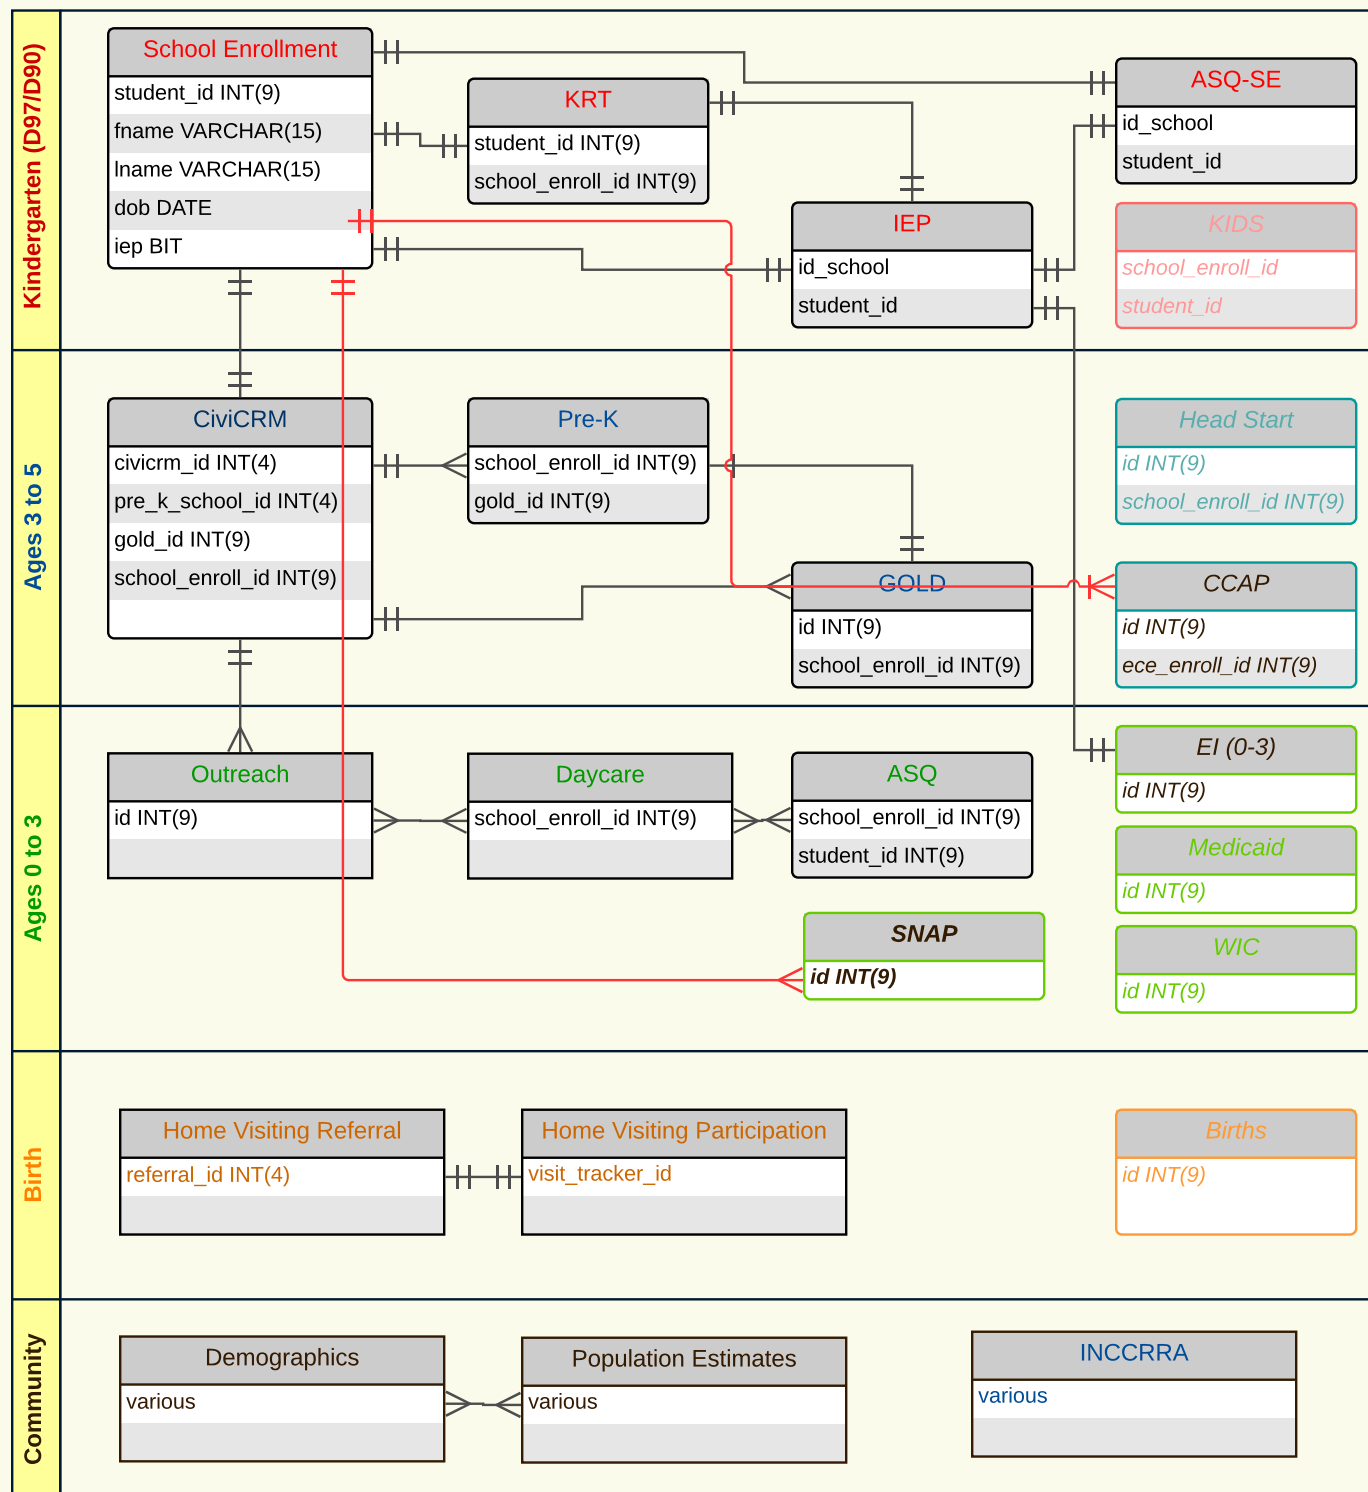 Kindergarten (D97/D90)
School Enrollment
student_id INT(9)
fname VARCHAR(15)
lname VARCHAR(15)
dob DATE
iep BIT
KRT
student_id INT(9)
school_enroll_id INT(9)
IEP
id_school
student_id
ASQ-SE
id_school
student_id
KIDS
school_enroll_id
student_id
Ages 3 to 5
CiviCRM
civicrm_id INT(4)
pre_k_school_id INT(4)
gold_id INT(9)
school_enroll_id INT(9)
Pre-K
school_enroll_id INT(9)
gold_id INT(9)
GOLD
id INT(9)
school_enroll_id INT(9)
Head Start
id INT(9)
school_enroll_id INT(9)
CCAP
id INT(9)
ece_enroll_id INT(9)
Ages 0 to 3
Outreach
id INT(9)
Daycare
school_enroll_id INT(9)
ASQ
school_enroll_id INT(9)
student_id INT(9)
SNAP
id INT(9)
EI (0-3)
id INT(9)
Medicaid
id INT(9)
WIC
id INT(9)
Birth
Home Visiting Referral
referral_id INT(4)
Home Visiting Participation
visit_tracker_id
Births
id INT(9)
Community
Demographics
various
Population Estimates
various
INCCRRA
various